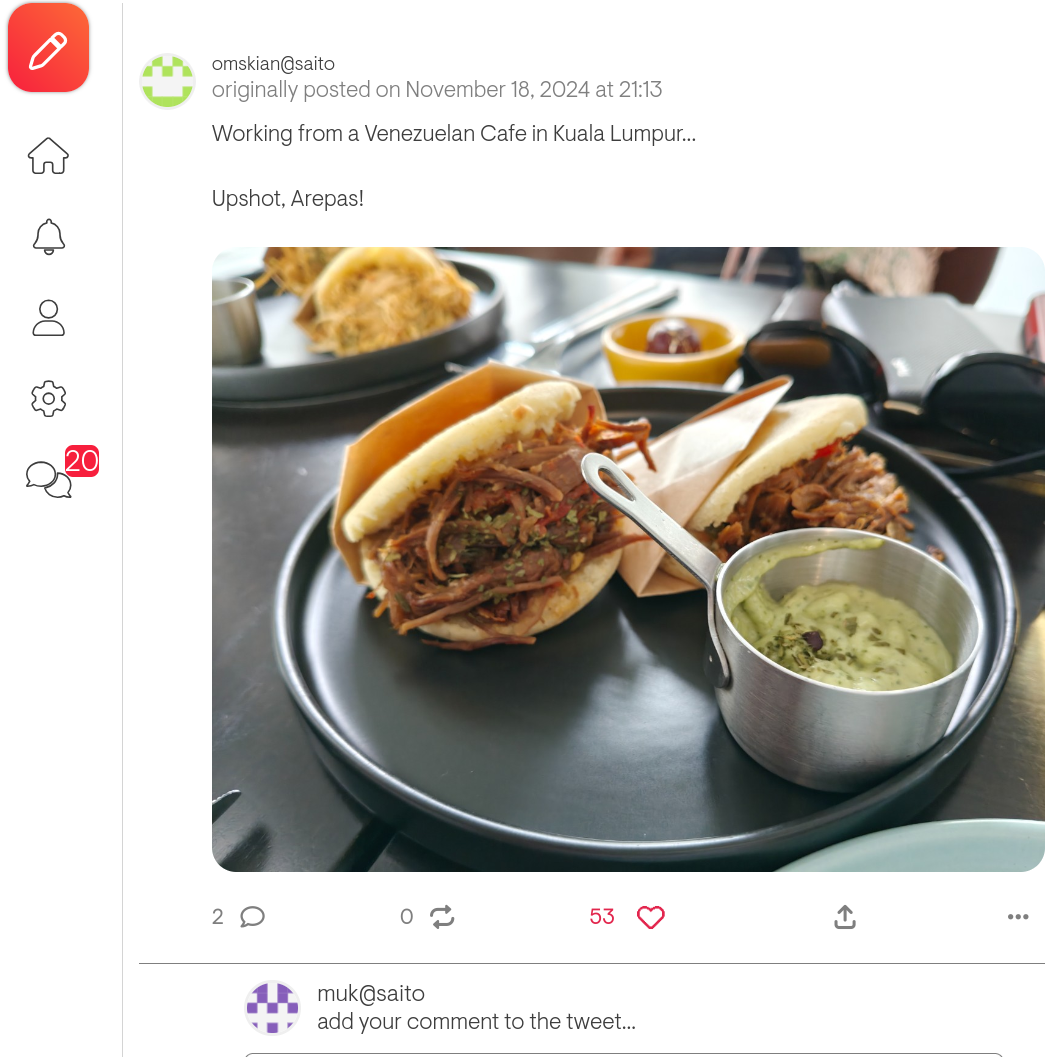 omskian@saito
originally posted on November 18, 2024 at 21:13
Working from a Venezuelan Cafe in Kuala Lumpur...
Upshot, Arepas!
20
2
0
53
muk@saito
add your comment to the tweet...